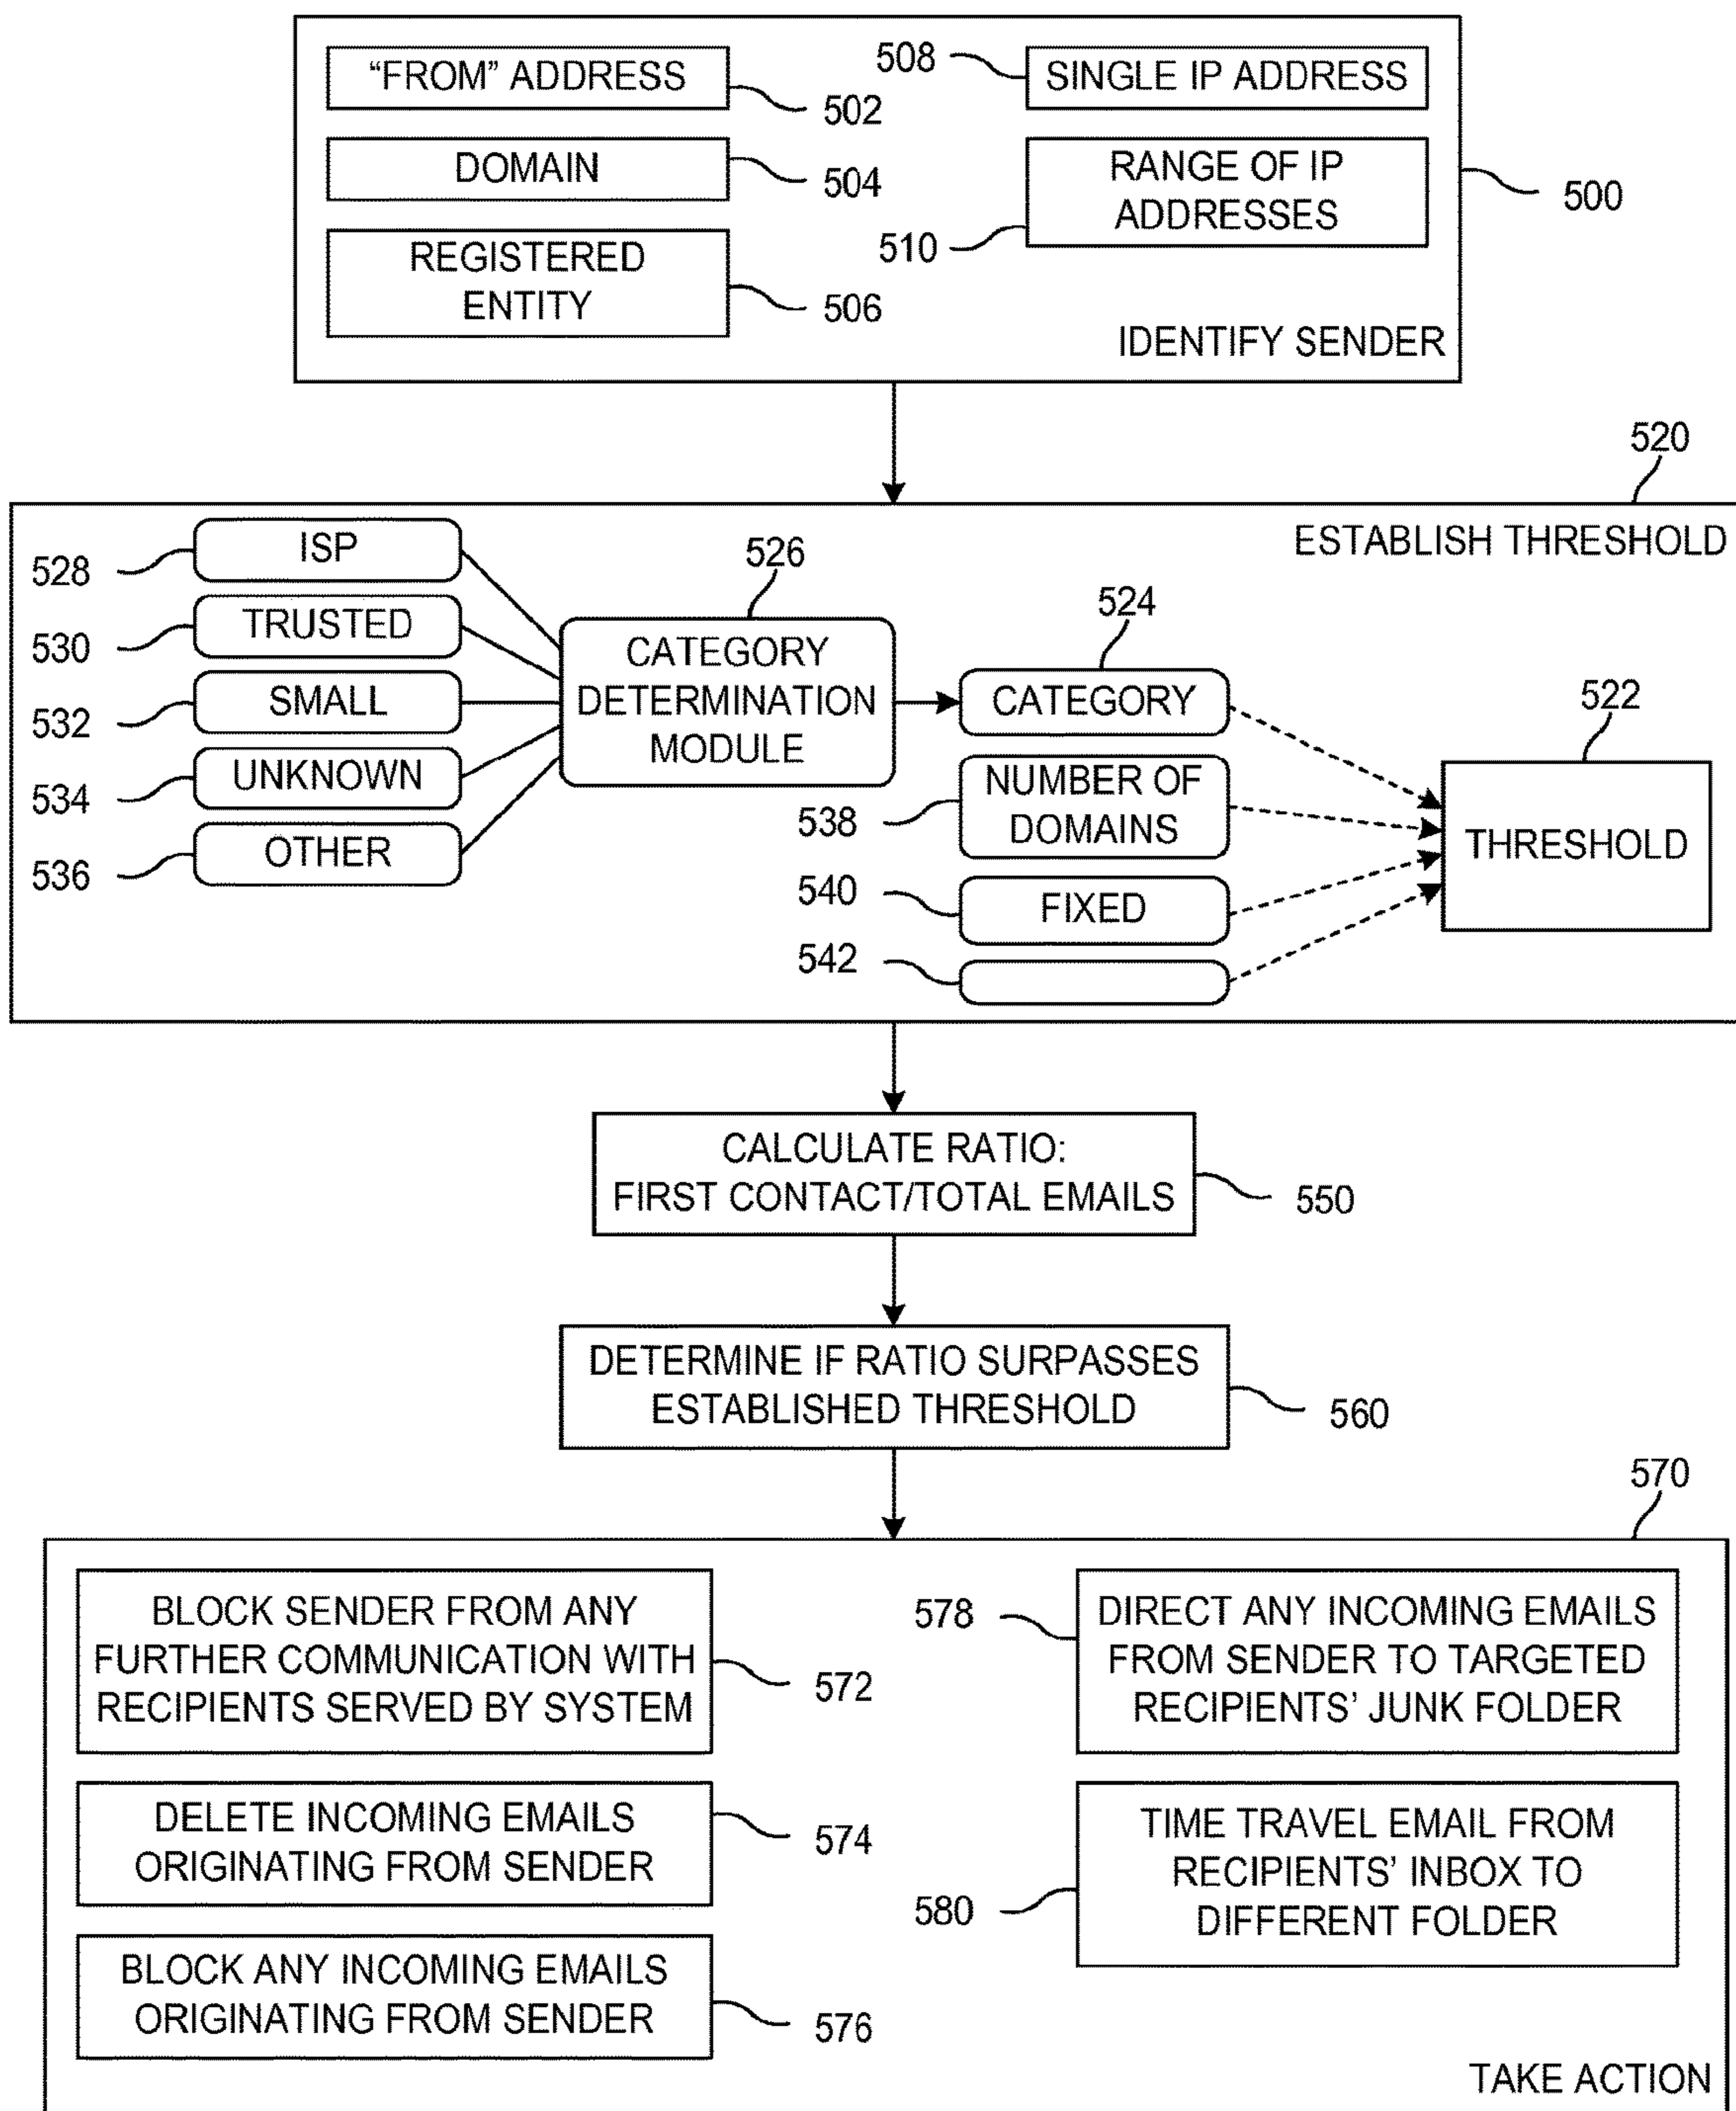 "FROM" ADDRESS
502
DOMAIN
504
REGISTERED
ENTITY
506
508
SINGLE IP ADDRESS
RANGE OF IP
ADDRESSES
510
500
IDENTIFY SENDER
520
ESTABLISH THRESHOLD
528
ISP
530
TRUSTED
532
SMALL
534
UNKNOWN
536
OTHER
526
CATEGORY
DETERMINATION
MODULE
524
CATEGORY
538
NUMBER OF
DOMAINS
540
FIXED
542
522
THRESHOLD
CALCULATE RATIO:
FIRST CONTACT/TOTAL EMAILS
550
DETERMINE IF RATIO SURPASSES
ESTABLISHED THRESHOLD
560
570
BLOCK SENDER FROM ANY
FURTHER COMMUNICATION WITH
RECIPIENTS SERVED BY SYSTEM
572
DELETE INCOMING EMAILS
ORIGINATING FROM SENDER
574
BLOCK ANY INCOMING EMAILS
ORIGINATING FROM SENDER
576
578
DIRECT ANY INCOMING EMAILS
FROM SENDER TO TARGETED
RECIPIENTS' JUNK FOLDER
580
TIME TRAVEL EMAIL FROM
RECIPIENTS' INBOX TO
DIFFERENT FOLDER
TAKE ACTION